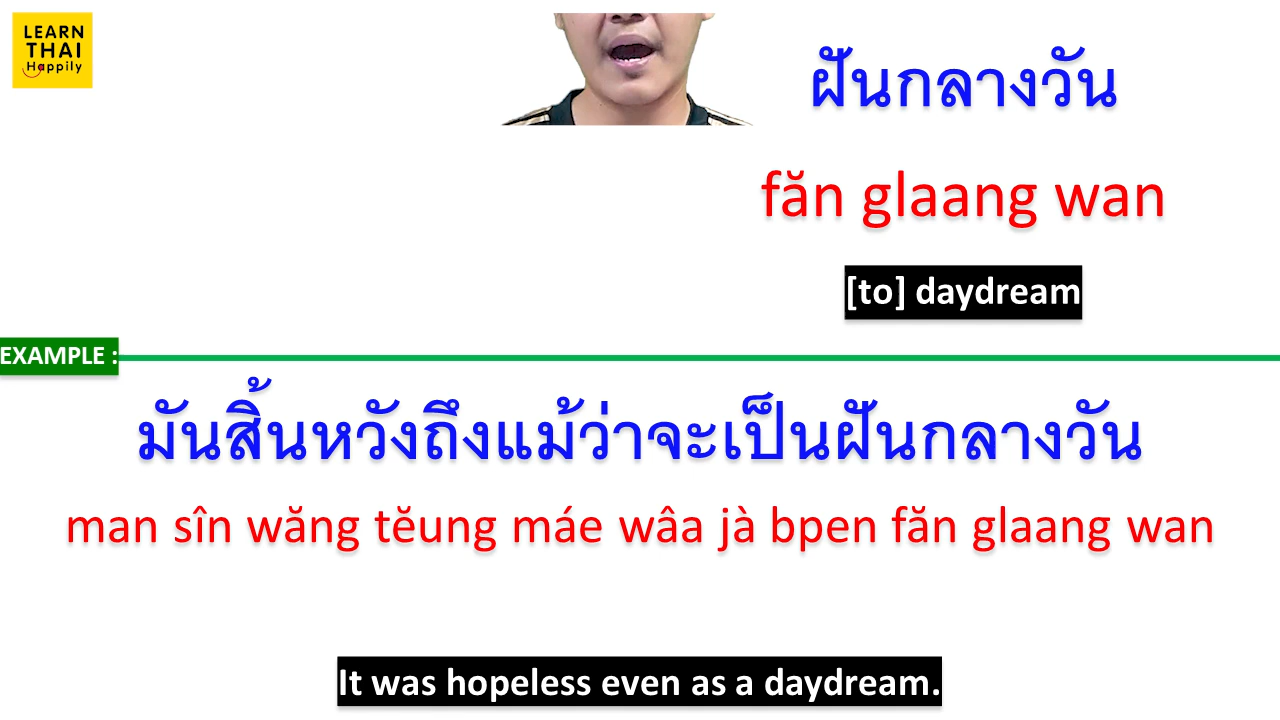 LEARN
THAI
Happily
ฝันกลางวัน
făn glaang wan
[to] daydream
EXAMPLE :
มันสิ้นหวังถึงแม้ว่าจะเป็นฝันกลางวัน
man sîn wăng tĕung máe wâa jà bpen făn glaang wan
It was hopeless even as a daydream.